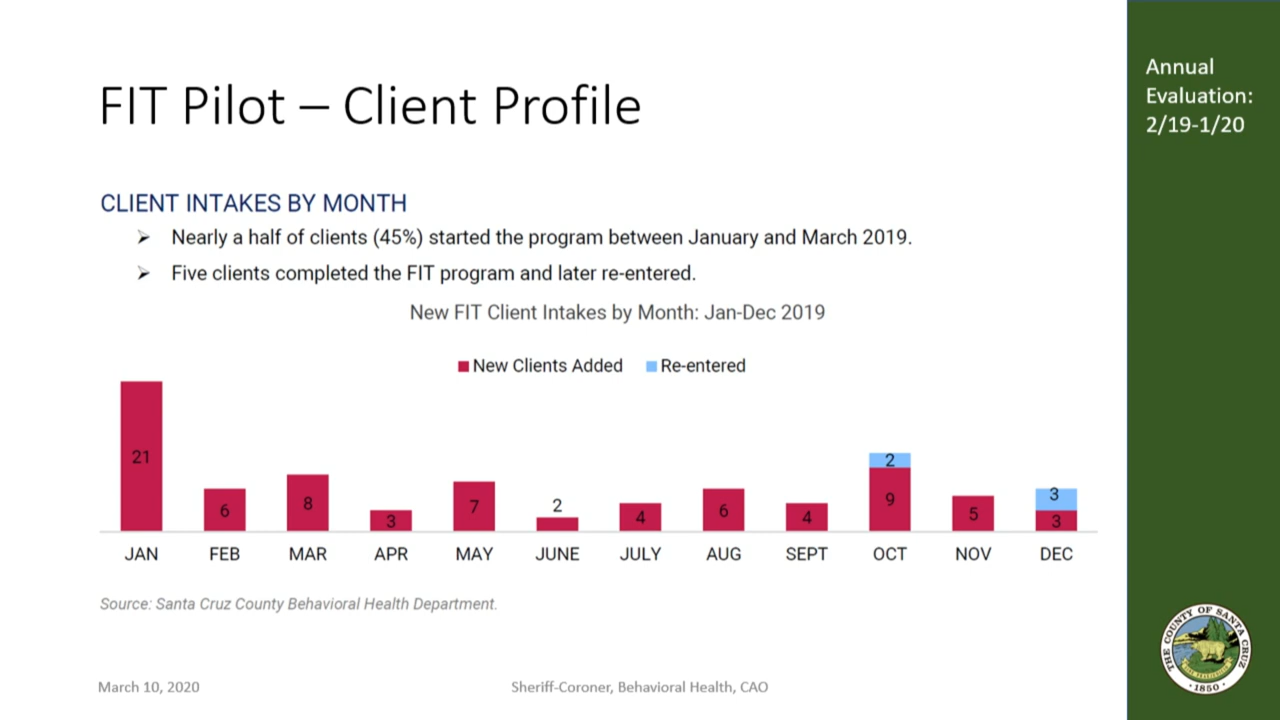 FIT Pilot – Client Profile
Annual
Evaluation:
2/19-1/20
CLIENT INTAKES BY MONTH
➢ Nearly a half of clients (45%) started the program between January and March 2019.
➢ Five clients completed the FIT program and later re-entered.
New FIT Client Intakes by Month: Jan-Dec 2019
New Clients Added Re-entered
21 6 8 3 7 2 4 6 4 2 9 5 3 3
JAN FEB MAR APR MAY JUNE JULY AUG SEPT OCT NOV DEC
Source: Santa Cruz County Behavioral Health Department.
THE COUNTY OF SANTA CRUZ
· 1850 ·
March 10, 2020 Sheriff-Coroner, Behavioral Health, CAO